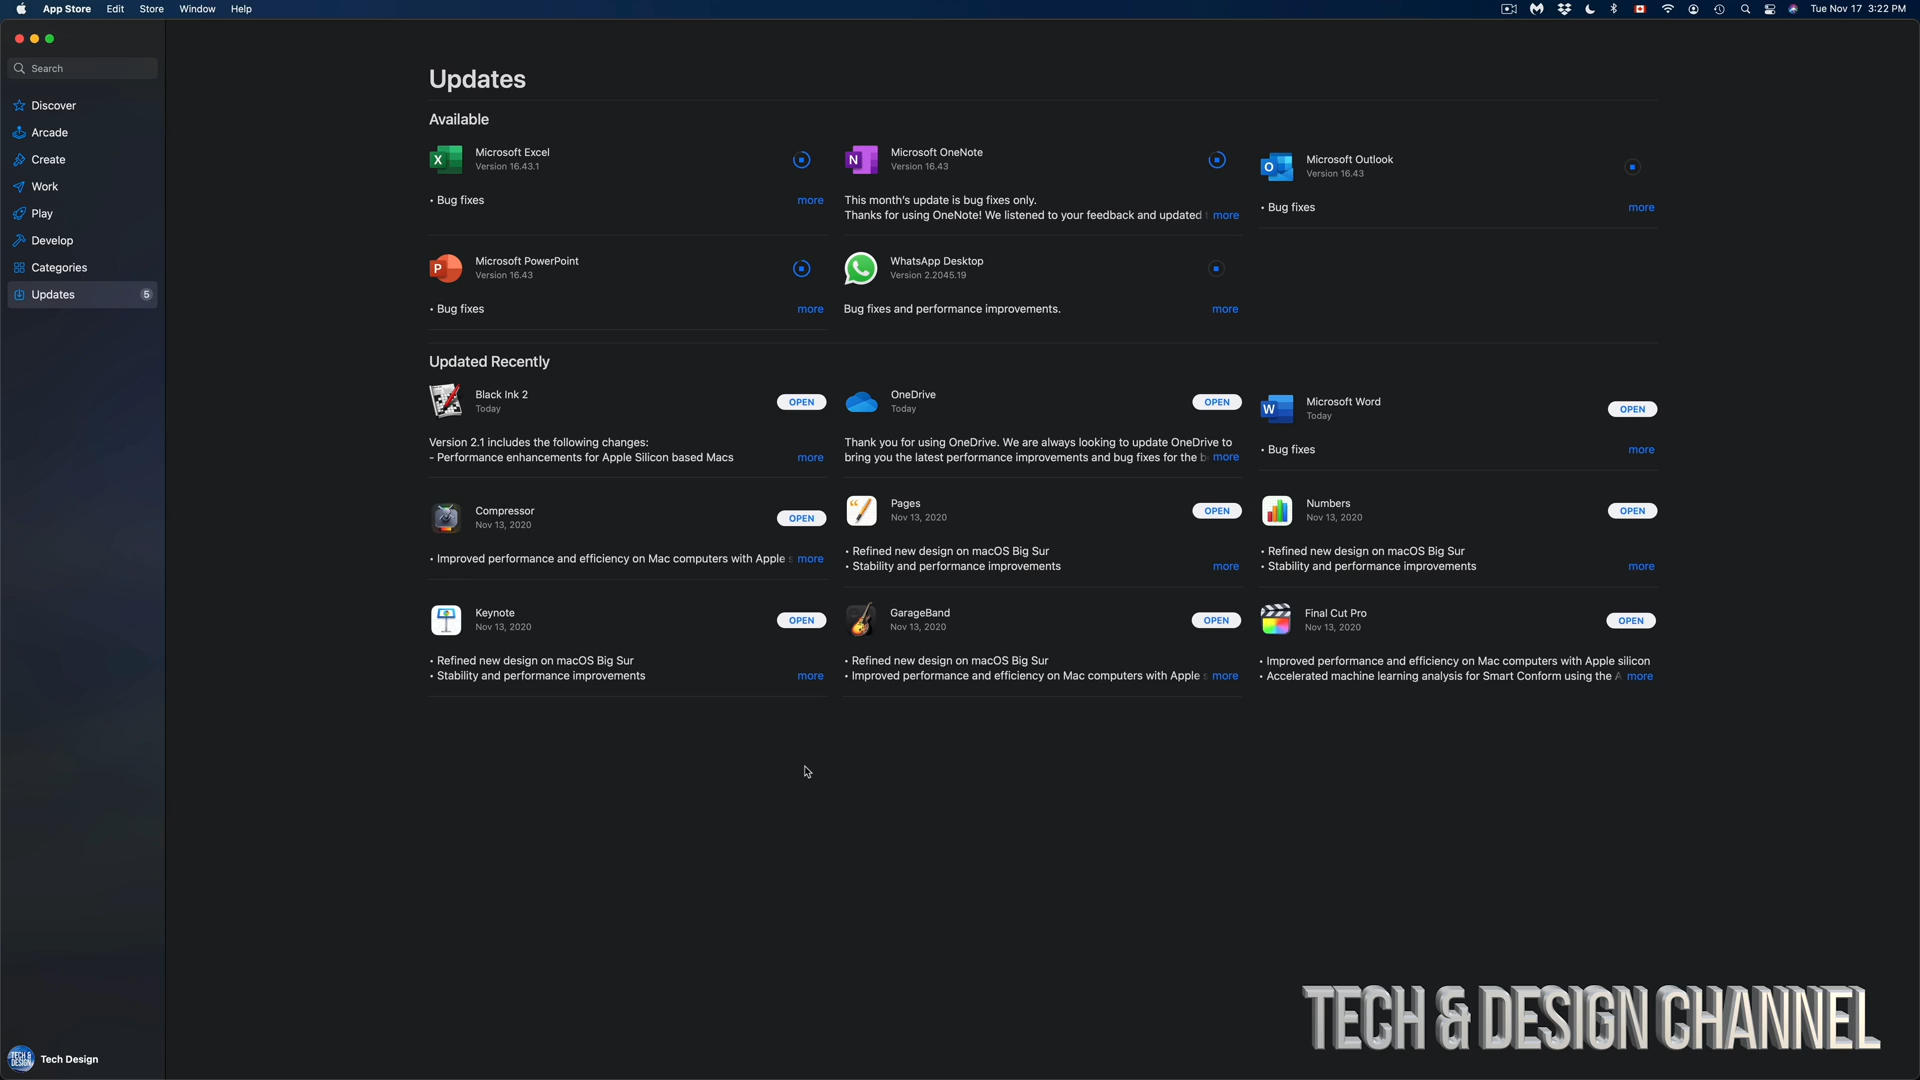 App Store Edit Store Window Help
Tue Nov 17 3:22 PM
Search
Discover
Arcade
Create
Work
Play
Develop
Categories
Updates 5
Updates
Available
Microsoft Excel
Version 16.43.1
• Bug fixes more
Microsoft OneNote
Version 16.43
This month's update is bug fixes only.
Thanks for using OneNote! We listened to your feedback and updated more
Microsoft Outlook
Version 16.43
• Bug fixes more
Microsoft PowerPoint
Version 16.43
• Bug fixes more
WhatsApp Desktop
Version 2.2045.19
Bug fixes and performance improvements. more
Updated Recently
Black Ink 2
Today
OPEN
Version 2.1 includes the following changes:
- Performance enhancements for Apple Silicon based Macs more
OneDrive
Today
OPEN
Thank you for using OneDrive. We are always looking to update OneDrive to
bring you the latest performance improvements and bug fixes for the more
Microsoft Word
Today
OPEN
• Bug fixes more
Compressor
Nov 13, 2020
OPEN
• Improved performance and efficiency on Mac computers with Apple more
Pages
Nov 13, 2020
OPEN
• Refined new design on macOS Big Sur
• Stability and performance improvements more
Numbers
Nov 13, 2020
OPEN
• Refined new design on macOS Big Sur
• Stability and performance improvements more
Keynote
Nov 13, 2020
OPEN
• Refined new design on macOS Big Sur
• Stability and performance improvements more
GarageBand
Nov 13, 2020
OPEN
• Refined new design on macOS Big Sur
• Improved performance and efficiency on Mac computers with Apple more
Final Cut Pro
Nov 13, 2020
OPEN
• Improved performance and efficiency on Mac computers with Apple silicon
• Accelerated machine learning analysis for Smart Conform using the more
TECH &
DESIGN
Tech Design
TECH & DESIGN CHANNEL